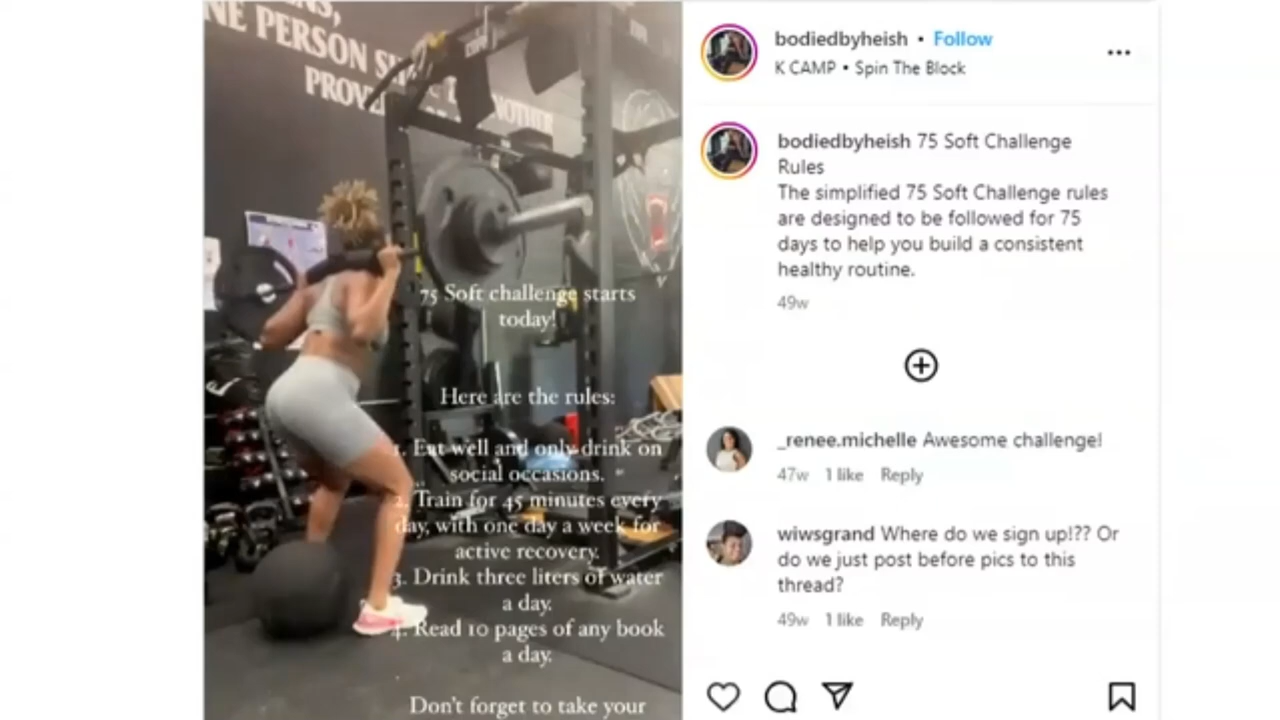 NE PERSON
PROVE
75 Soft challenge starts
today!
Here are the rules:
1. Eat well and only drink on
social occasions.
2. Train for 45 minutes every
day, with one day a week for
active recovery.
3. Drink three liters of water
a day.
4. Read 10 pages of any book
a day.
Don't forget to take your
bodiedbyheish • Follow
K CAMP • Spin The Block
bodiedbyheish 75 Soft Challenge
Rules
The simplified 75 Soft Challenge rules
are designed to be followed for 75
days to help you build a consistent
healthy routine.
49w
_renee.michelle Awesome challenge!
47w 1 like Reply
wiwsgrand Where do we sign up!?? Or
do we just post before pics to this
thread?
49w 1 like Reply